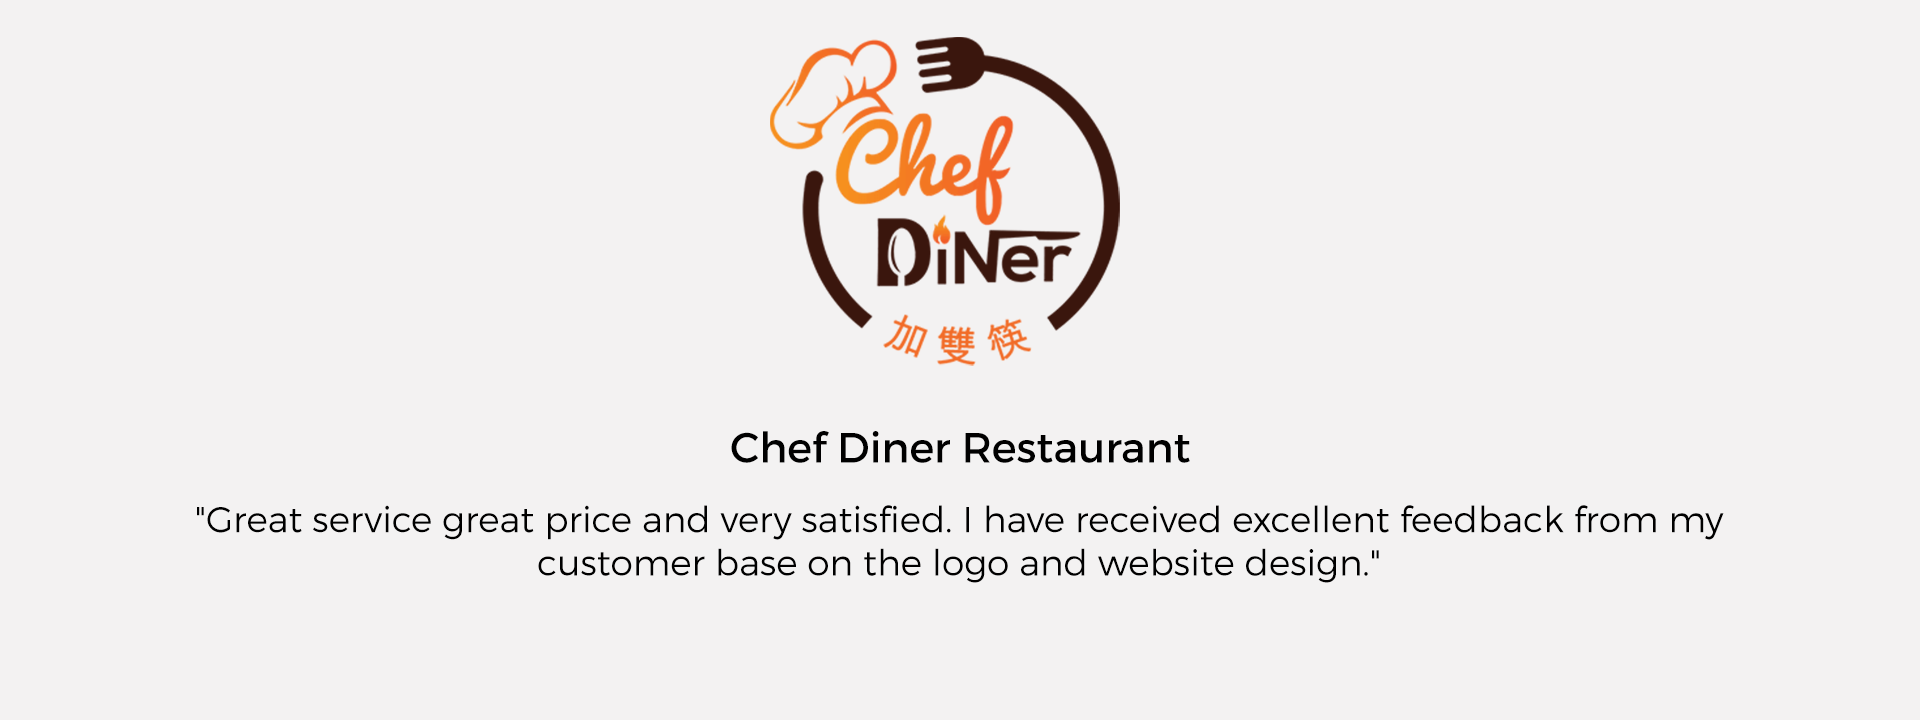 Chef
DiNer
加雙筷
Chef Diner Restaurant
"Great service great price and very satisfied. I have received excellent feedback from my
customer base on the logo and website design."